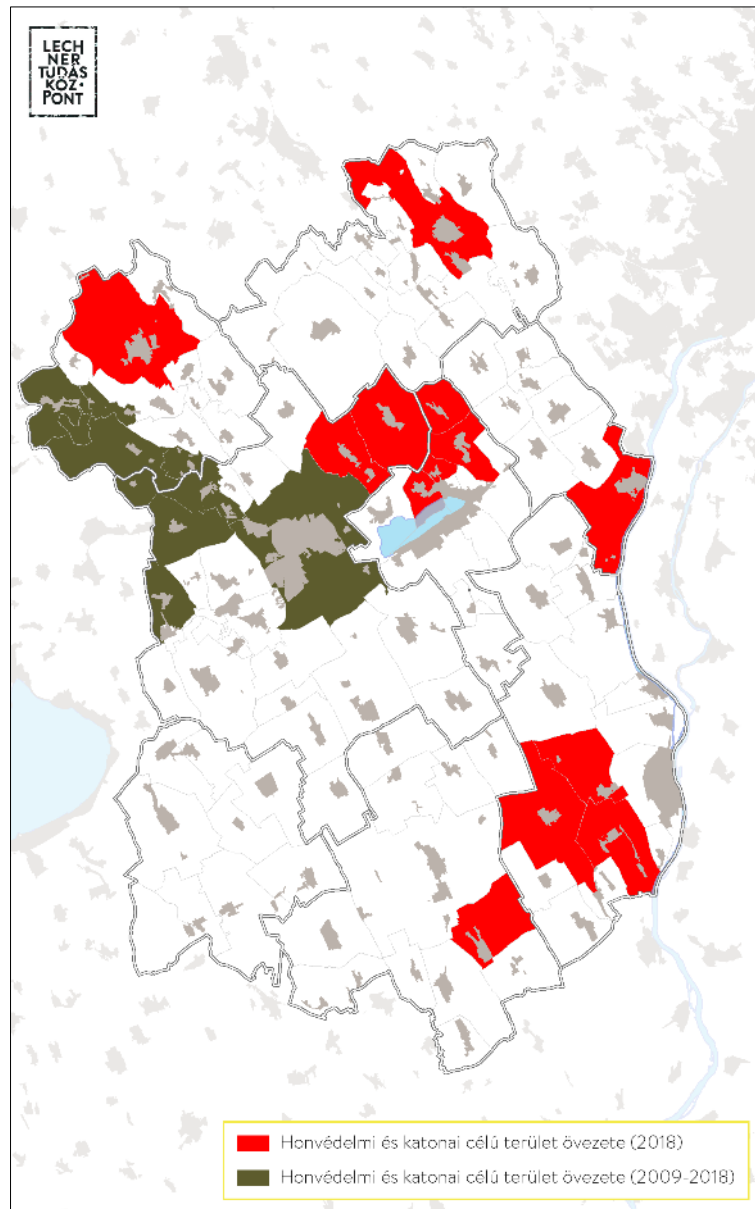 LECH
NER
TUDÁS
KÖZ•
PONT
Honvédelmi és katonai célú terület övezete (2018)
Honvédelmi és katonai célú terület övezete (2009-2018)